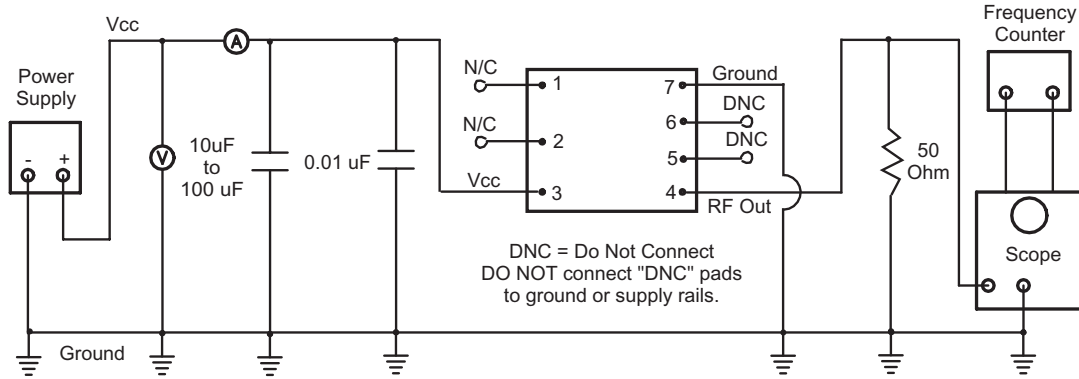 Vcc
A
Power
Supply
-
+
V
10uF
to
100 uF
0.01 uF
N/C
N/C
Vcc
1
2
3
7
6
5
4
Ground
DNC
DNC
RF Out
DNC = Do Not Connect
DO NOT connect "DNC" pads
to ground or supply rails.
50
Ohm
Frequency
Counter
Scope
Ground